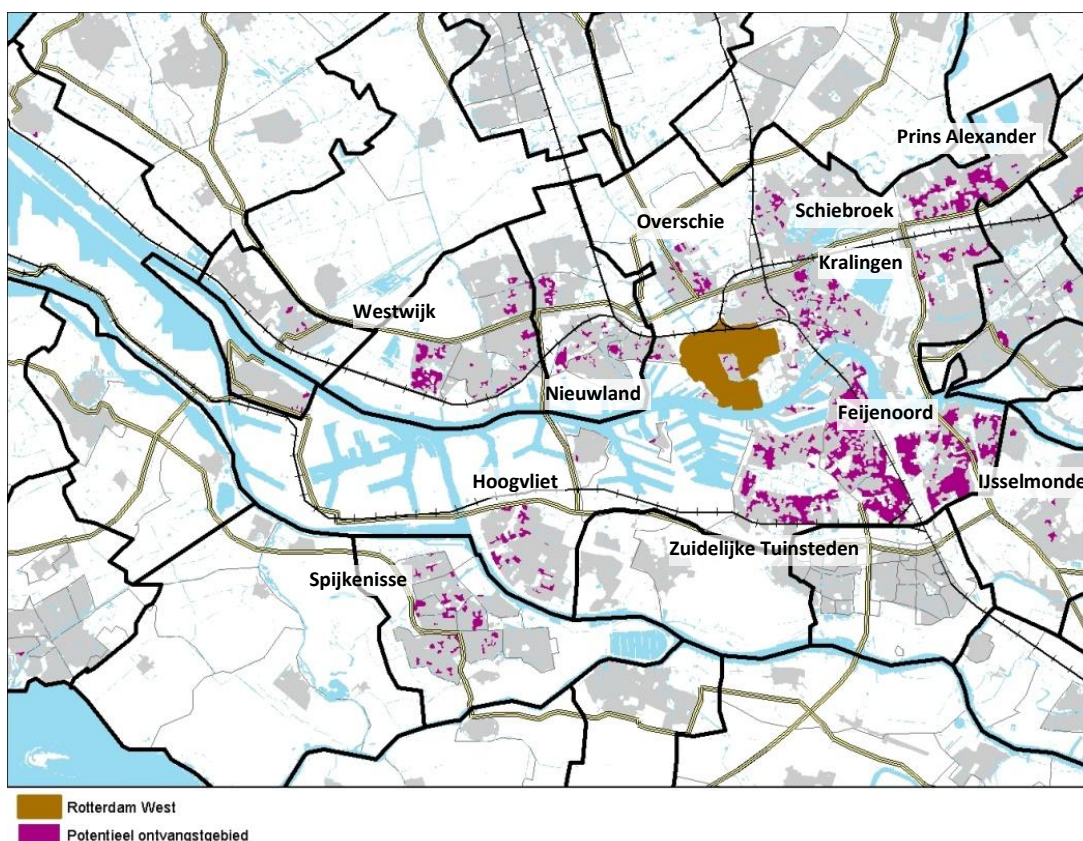 Prins Alexander
Schiebroek
Overschie
Kralingen
Westwijk
Nieuwland
Feijenoord
Hoogvliet
IJsselmonde
Zuidelijke Tuinsteden
Spijkenisse
Rotterdam West
Potentieel ontvangstgebied